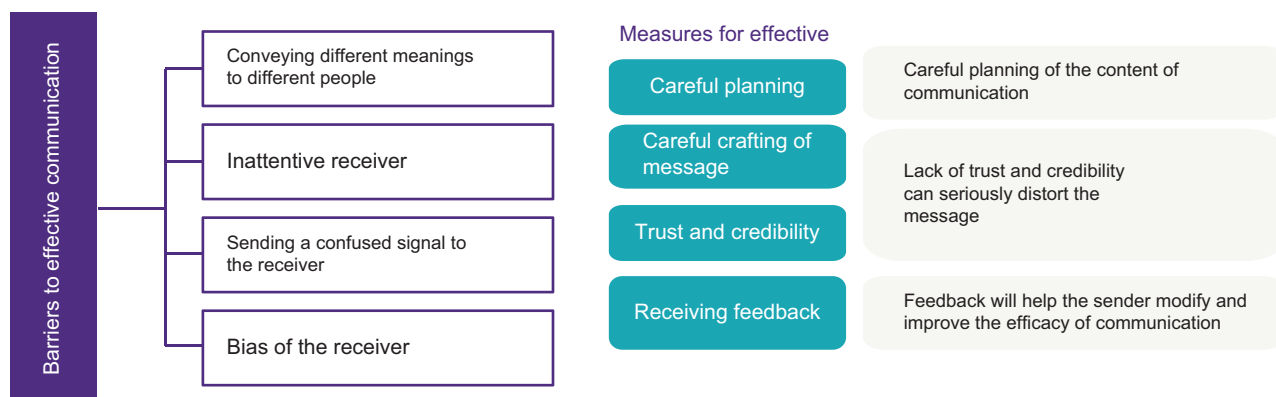 Barriers to effective communication
Conveying different meanings
to different people
Inattentive receiver
Sending a confused signal to
the receiver
Bias of the receiver
Measures for effective
Careful planning
Careful planning of the content of
communication
Careful crafting of
message
Lack of trust and credibility
can seriously distort the
message
Trust and credibility
Receiving feedback
Feedback will help the sender modify and
improve the efficacy of communication